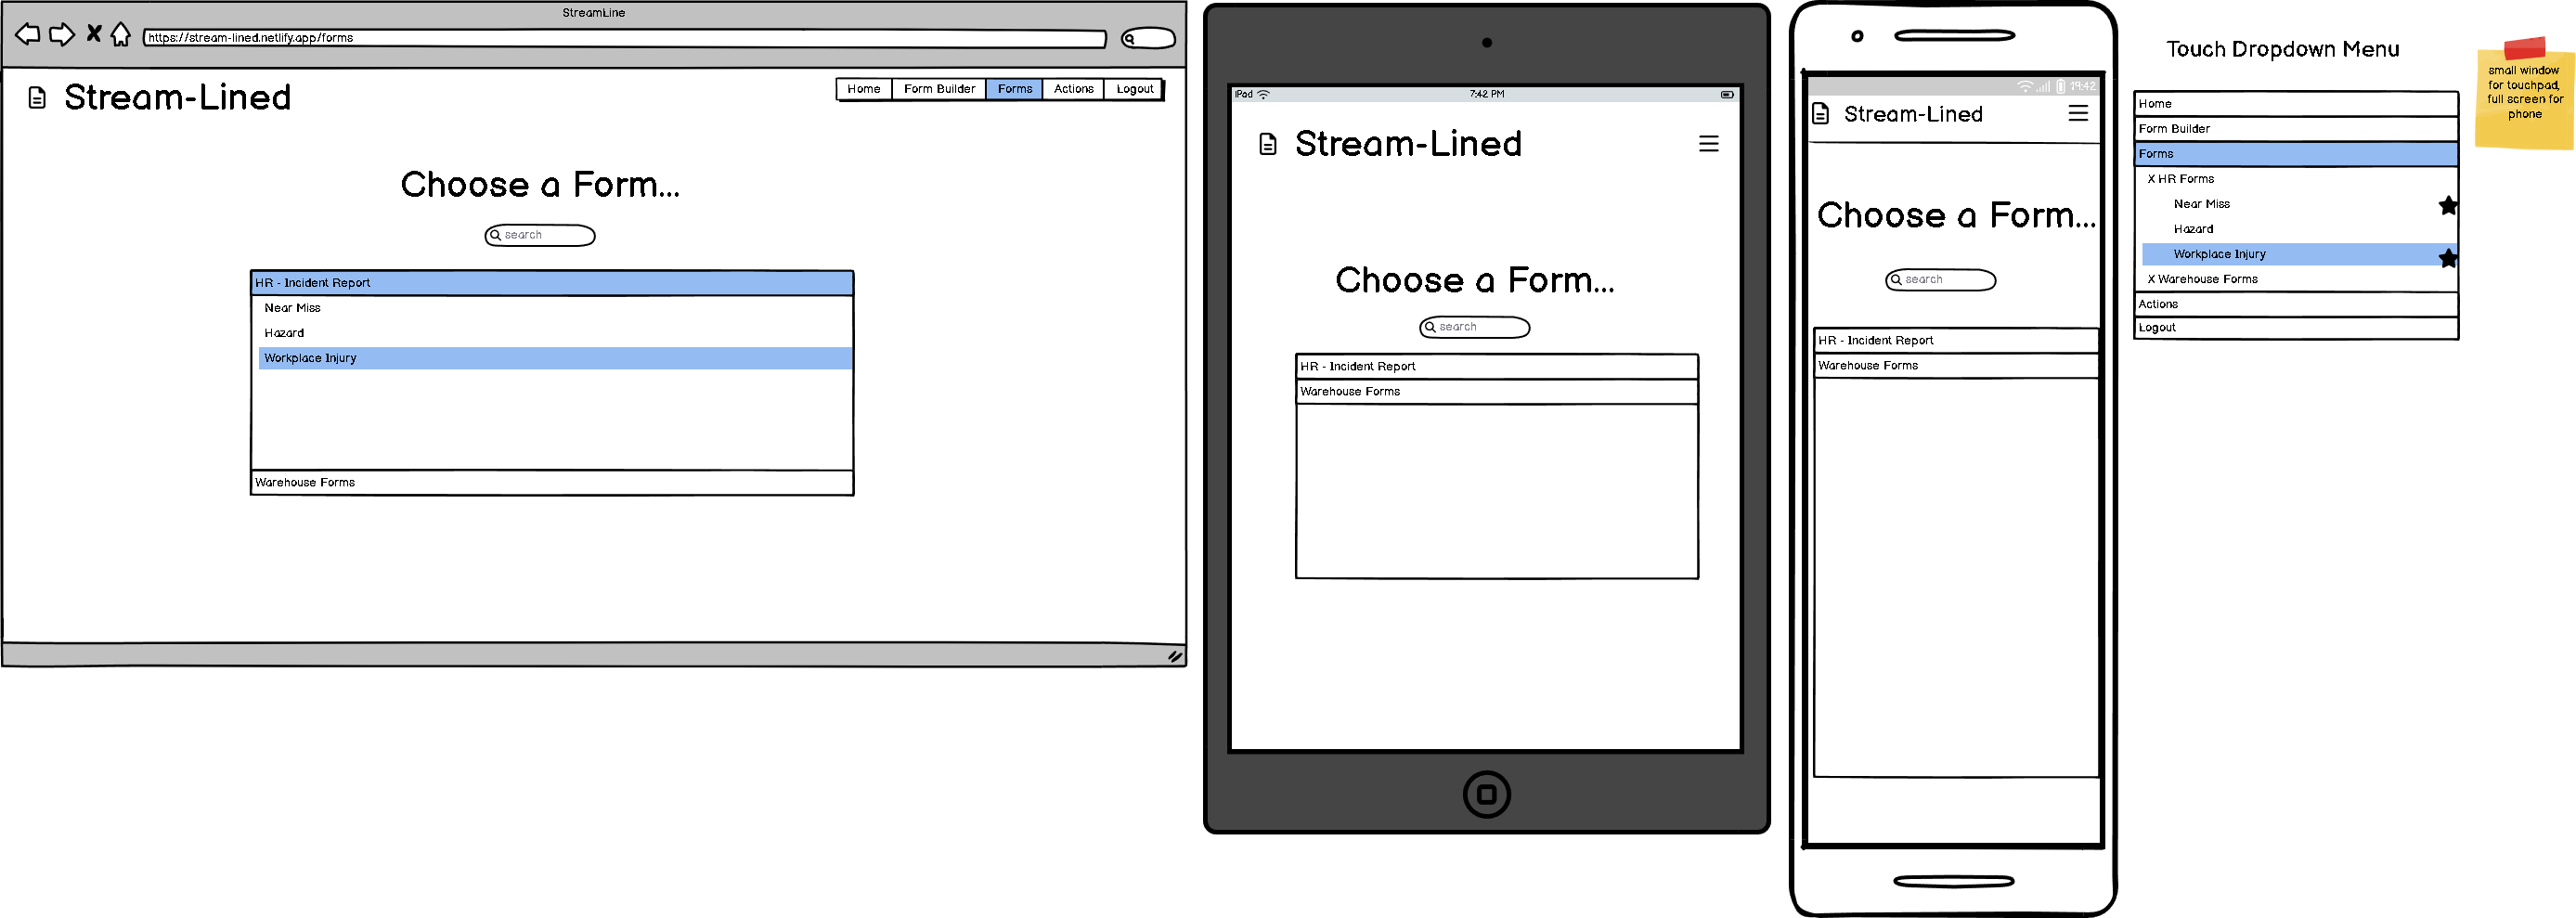 StreamLine
https://stream-lined.netlify.app/forms
Stream-Lined
Home Form Builder Forms Actions Logout
Choose a Form...
search
HR - Incident Report
Near Miss
Hazard
Workplace Injury
Warehouse Forms
iPod
7:42 PM
Stream-Lined
Choose a Form...
search
HR - Incident Report
Warehouse Forms
19:42
Stream-Lined
Choose a Form...
search
HR - Incident Report
Warehouse Forms
Touch Dropdown Menu
Home
Form Builder
Forms
X HR Forms
Near Miss
Hazard
Workplace Injury
X Warehouse Forms
Actions
Logout
small window
for touchpad,
full screen for
phone